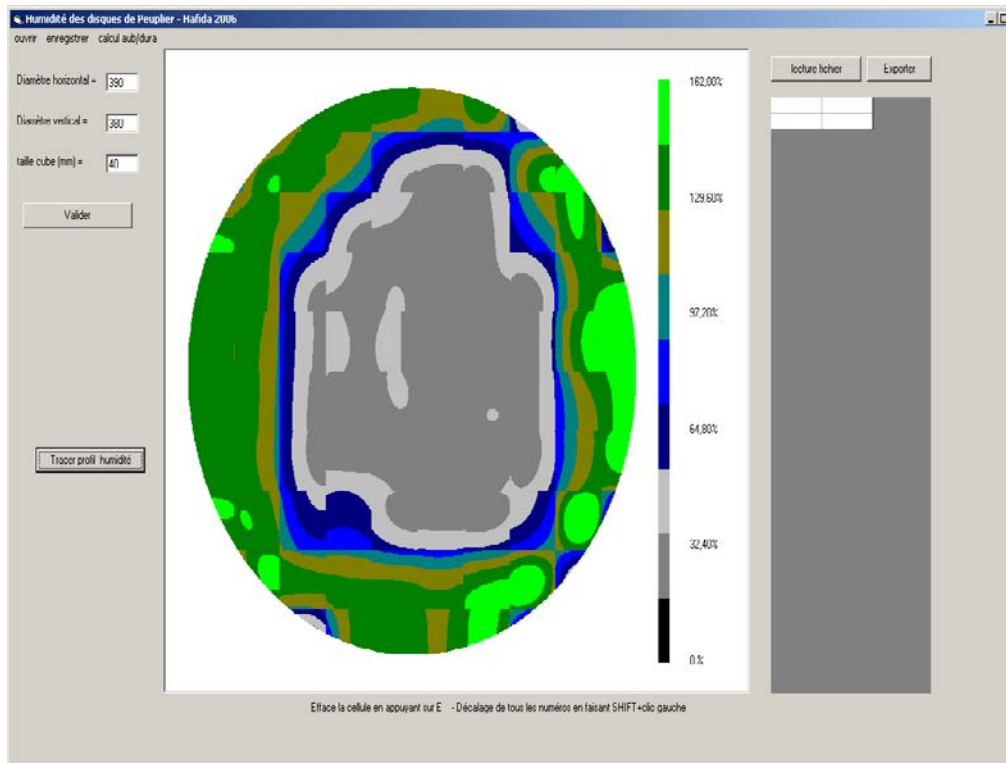 Humidité des disques de Peuplier - Hafida 2006
ouvrir enregistrer calcul aub/dura
Diamètre horizontal = 390
Diamètre vertical = 380
taille cube (mm) = 40
Valider
Tracer profil humidité
162,00%
129,60%
97,20%
64,80%
32,40%
0 %
lecture fichier Exporter
Efface la cellule en appuyant sur E - Décalage de tous les numéros en faisant SHIFT+clic gauche